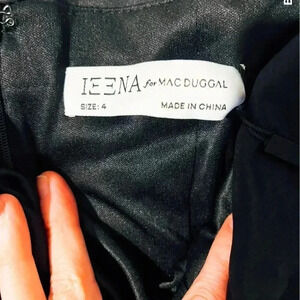 IEENA for MAC DUGGAL
SIZE: 4 MADE IN CHINA